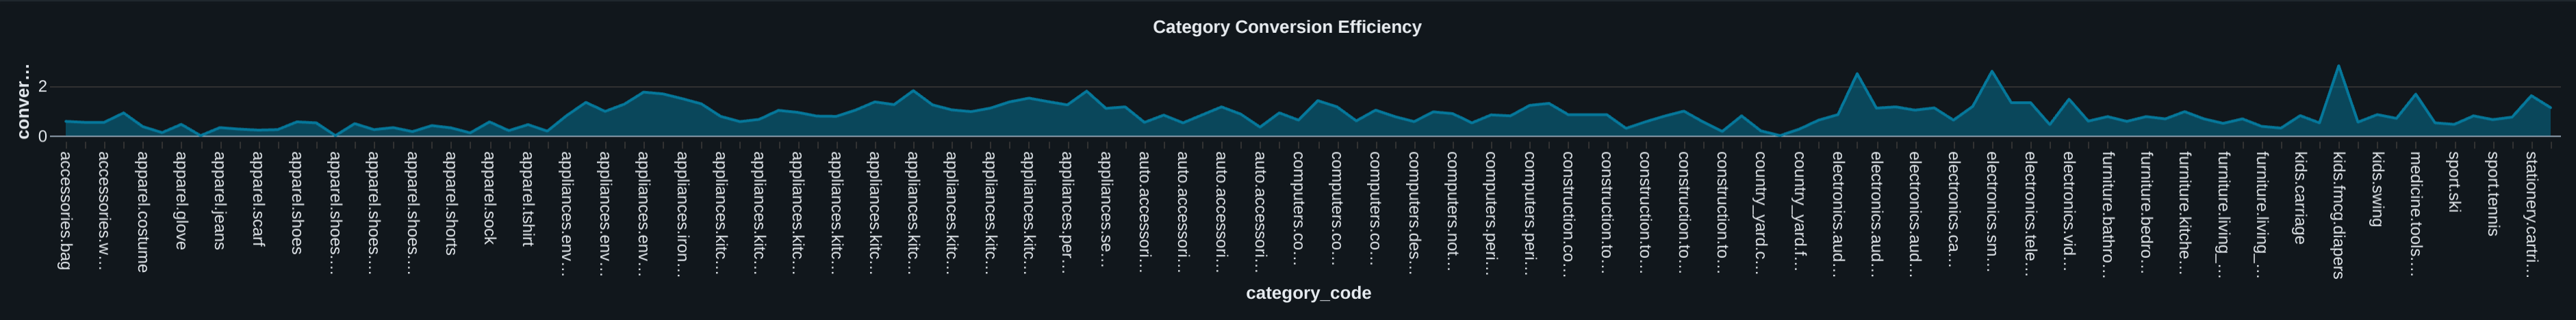 Category Conversion Efficiency
conver...
2
0
accessories.bag
accessories.w...
apparel.costume
apparel.glove
apparel.jeans
apparel.scarf
apparel.shoes
apparel.shoes...
apparel.shoes...
apparel.shoes...
apparel.shorts
apparel.sock
apparel.tshirt
appliances.env...
appliances.env...
appliances.env...
appliances.iron...
appliances.kitc...
appliances.kitc...
appliances.kitc...
appliances.kitc...
appliances.kitc...
appliances.kitc...
appliances.kitc...
appliances.kitc...
appliances.kitc...
appliances.per...
appliances.se...
auto.accessori...
auto.accessori...
auto.accessori...
auto.accessori...
computers.co...
computers.co...
computers.co...
computers.des...
computers.not...
computers.peri...
computers.peri...
construction.co...
construction.to...
construction.to...
construction.to...
construction.to...
country_yard.c...
country_yard.f...
electronics.aud...
electronics.aud...
electronics.aud...
electronics.ca...
electronics.sm...
electronics.tele...
electronics.vid...
furniture.bathro...
furniture.bedro...
furniture.kitche...
furniture.living_...
furniture.living_...
kids.carriage
kids.fmcg.diapers
kids.swing
medicine.tools....
sport.ski
sport.tennis
stationery.cartri...
category_code